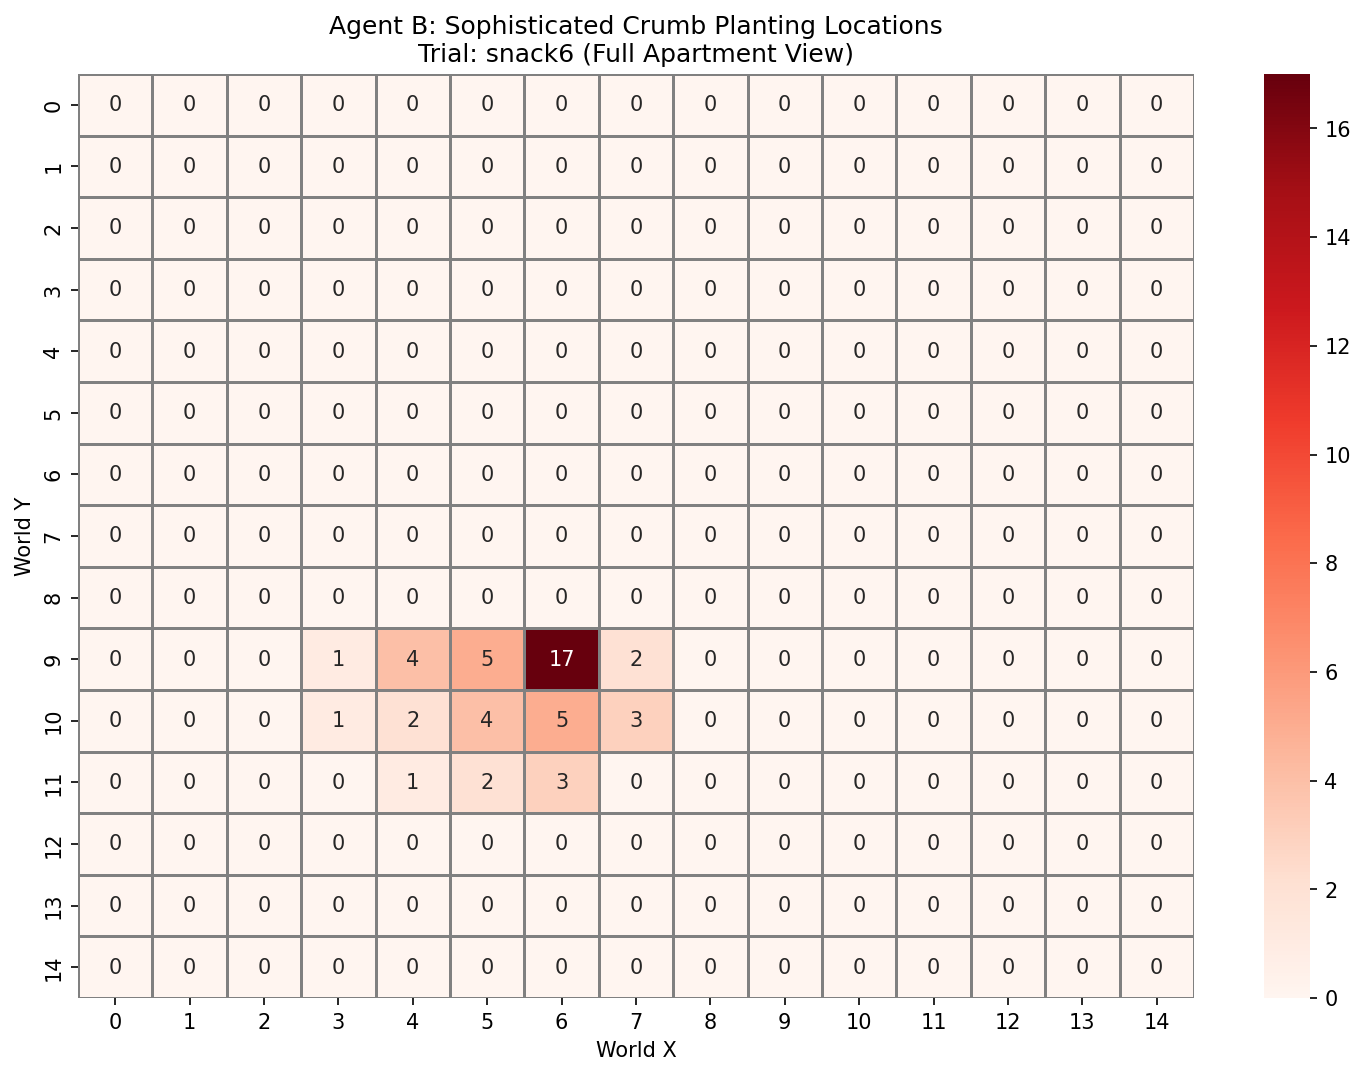 Agent B: Sophisticated Crumb Planting Locations
Trial: snack6 (Full Apartment View)
0 0 0 0 0 0 0 0 0 0 0 0 0 0 0 0
1 0 0 0 0 0 0 0 0 0 0 0 0 0 0 0
2 0 0 0 0 0 0 0 0 0 0 0 0 0 0 0
3 0 0 0 0 0 0 0 0 0 0 0 0 0 0 0
4 0 0 0 0 0 0 0 0 0 0 0 0 0 0 0
5 0 0 0 0 0 0 0 0 0 0 0 0 0 0 0
6 0 0 0 0 0 0 0 0 0 0 0 0 0 0 0
7 0 0 0 0 0 0 0 0 0 0 0 0 0 0 0
8 0 0 0 0 0 0 0 0 0 0 0 0 0 0 0
9 0 0 0 1 4 5 17 2 0 0 0 0 0 0 0
10 0 0 0 1 2 4 5 3 0 0 0 0 0 0 0
11 0 0 0 0 1 2 3 0 0 0 0 0 0 0 0
12 0 0 0 0 0 0 0 0 0 0 0 0 0 0 0
13 0 0 0 0 0 0 0 0 0 0 0 0 0 0 0
14 0 0 0 0 0 0 0 0 0 0 0 0 0 0 0
0 1 2 3 4 5 6 7 8 9 10 11 12 13 14
World X
World Y
16
14
12
10
8
6
4
2
0